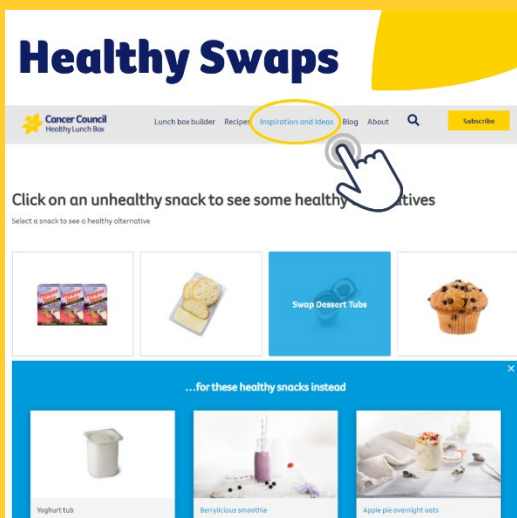 Healthy Swaps
Cancer Council
Healthy Lunch Box
Lunch box builder Recipes Inspiration and Ideas Blog About Subscribe
Click on an unhealthy snack to see some healthy tives
Select a snack to see a healthy alternative
Swap Dessert Tubs
...for these healthy snacks instead
Yoghurt tub Berrylicious smoothie Apple pie overnight oats